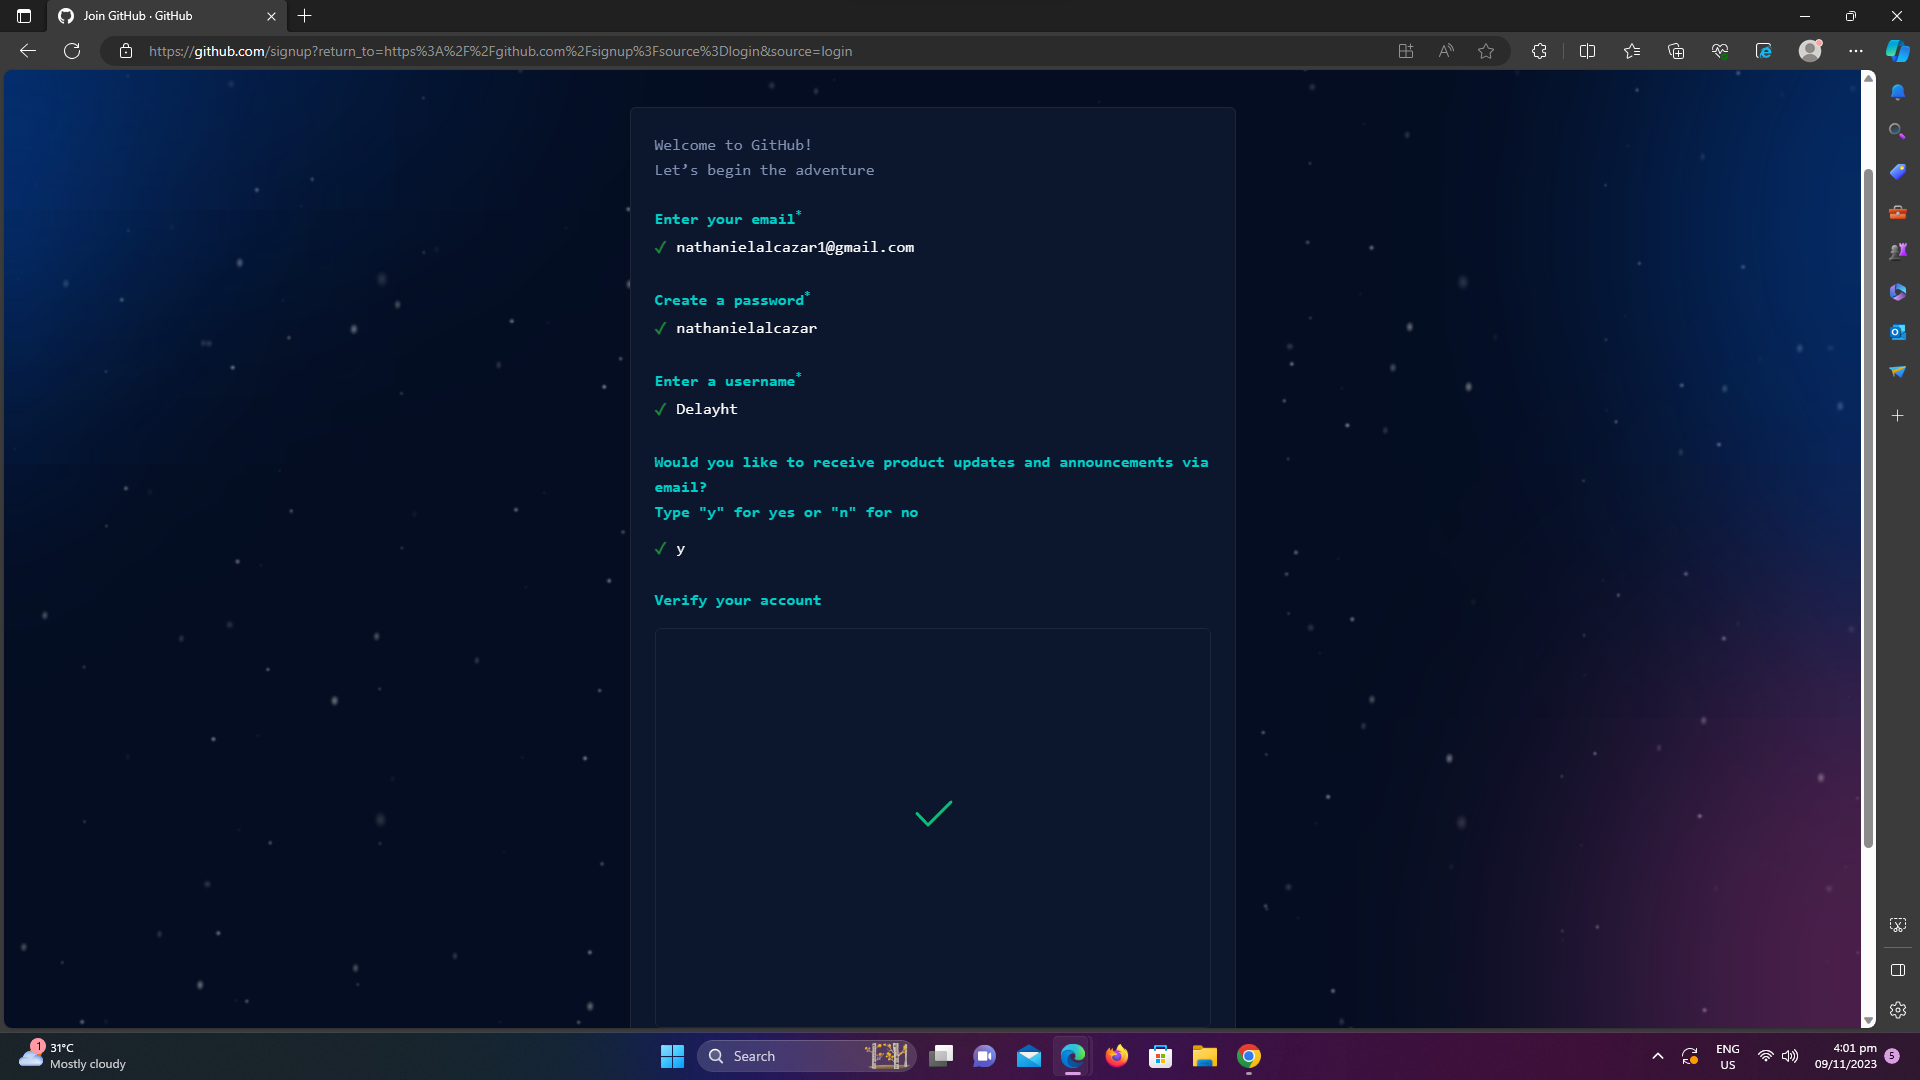 Join GitHub · GitHub
https://github.com/signup?return_to=https%3A%2F%2Fgithub.com%2Fsignup%3Fsource%3Dlogin&source=login
Welcome to GitHub!
Let's begin the adventure
Enter your email*
✓ nathanielalcazar1@gmail.com
Create a password*
✓ nathanielalcazar
Enter a username*
✓ Delayht
Would you like to receive product updates and announcements via
email?
Type "y" for yes or "n" for no
✓ y
Verify your account
1
31°C
Mostly cloudy
Search
ENG
US
4:01 pm
09/11/2023
5